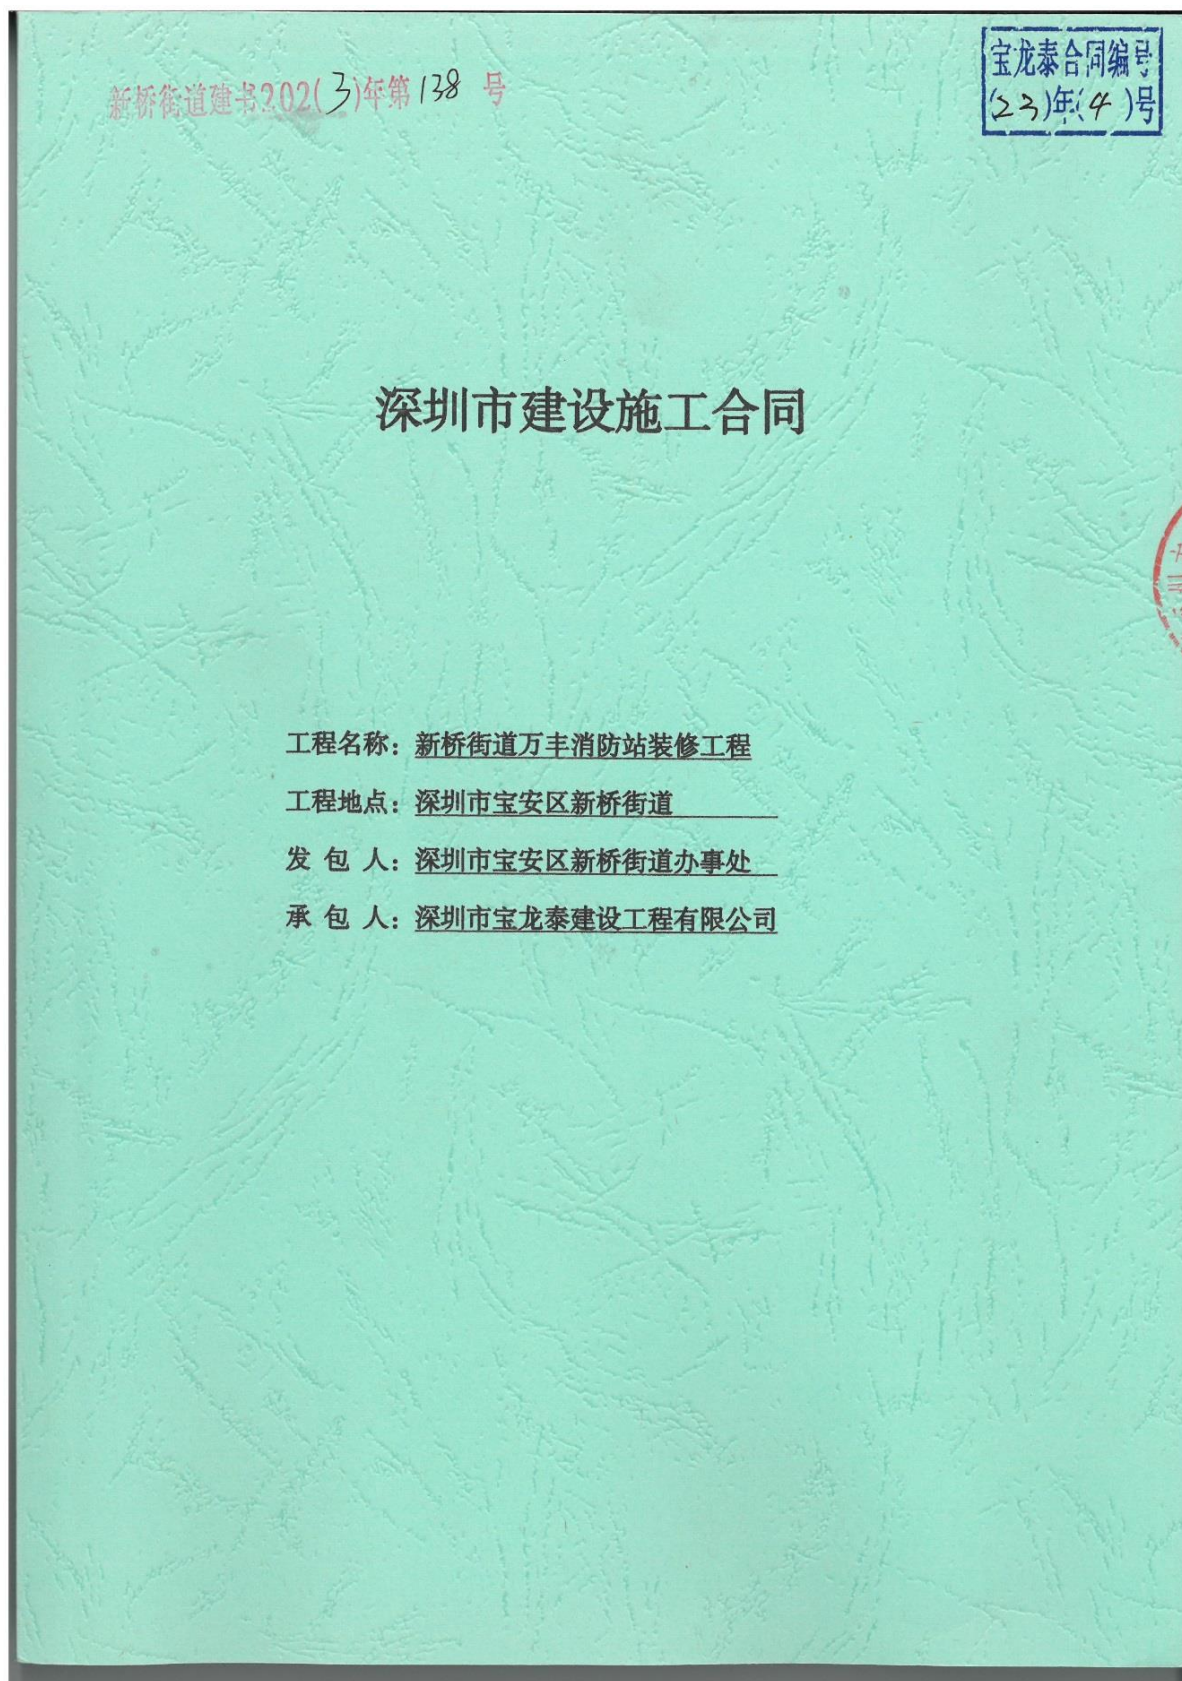 新桥街道建书202(3)年第138号
宝龙泰合同编号
(23)年(4)号
深圳市建设施工合同
工程名称：新桥街道万丰消防站装修工程
工程地点：深圳市宝安区新桥街道
发包人：深圳市宝安区新桥街道办事处
承包人：深圳市宝龙泰建设工程有限公司